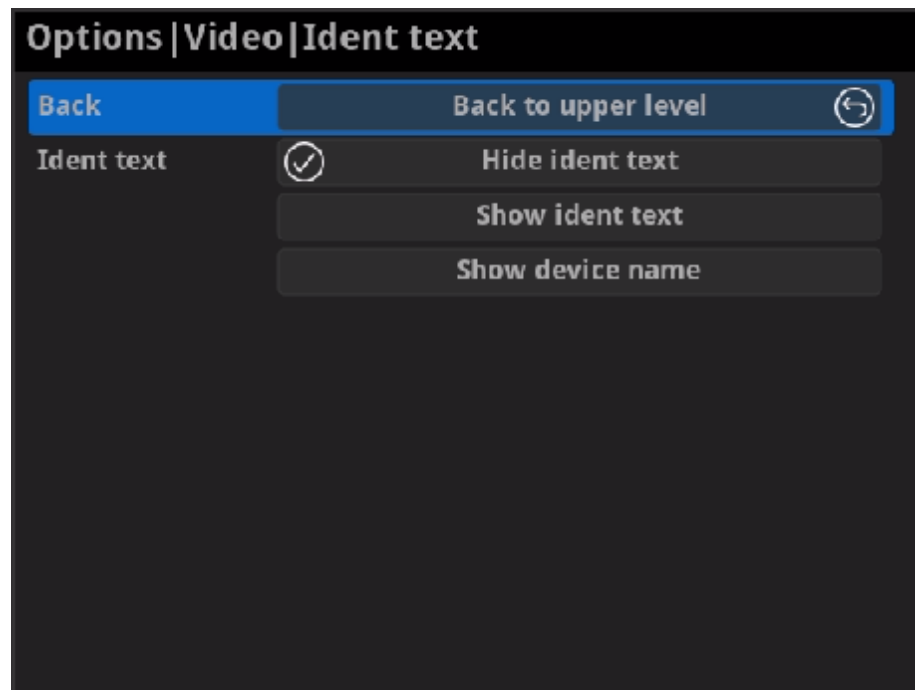 Options|Video|Ident text
Back Back to upper level
Ident text Hide ident text
Show ident text
Show device name